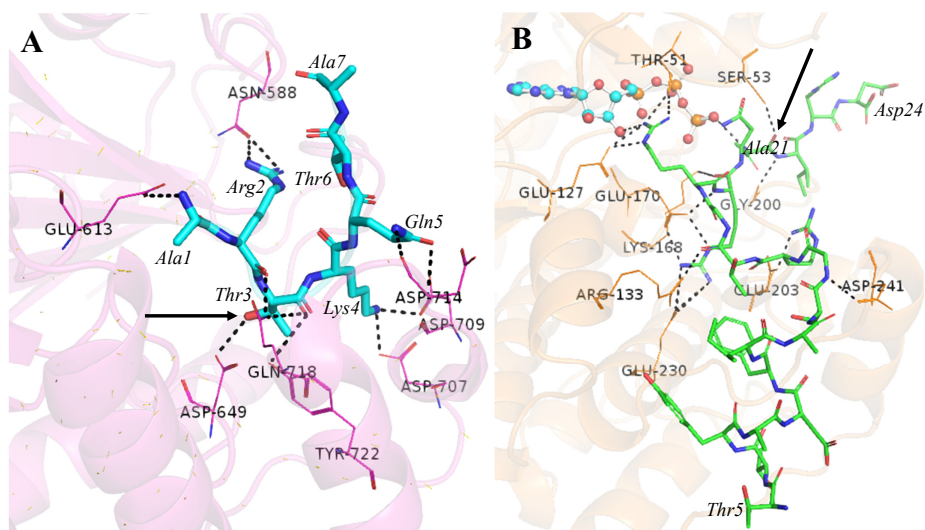 A
Ala7
ASN-588
Arg2
Thr6
GLU-613
Ala1
Gln5
Thr3
Lys4
ASP-714
ASP-709
GLN-718
ASP-707
ASP-649
TYR-722
B
THR-51
SER-53
Asp24
Ala21
GLU-127
GLU-170
GLY-200
LYS-168
ARG-133
GLU-203
ASP-241
GLU-230
Thr5